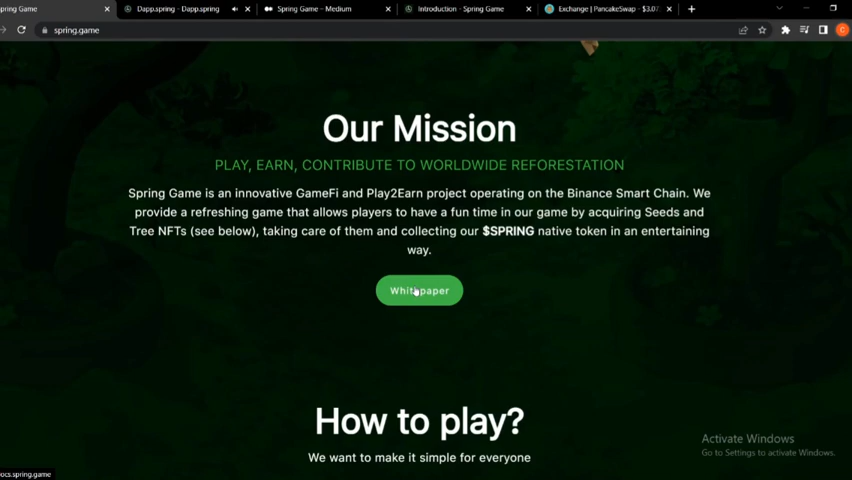 pring Game
Dapp.spring - Dapp.spring
Spring Game – Medium
Introduction - Spring Game
Exchange | PancakeSwap - $3.07
spring.game
C
Our Mission
PLAY, EARN, CONTRIBUTE TO WORLDWIDE REFORESTATION
Spring Game is an innovative GameFi and Play2Earn project operating on the Binance Smart Chain. We
provide a refreshing game that allows players to have a fun time in our game by acquiring Seeds and
Tree NFTs (see below), taking care of them and collecting our $SPRING native token in an entertaining
way.
Whitepaper
How to play?
We want to make it simple for everyone
Activate Windows
Go to Settings to activate Windows.
ocs.spring.game